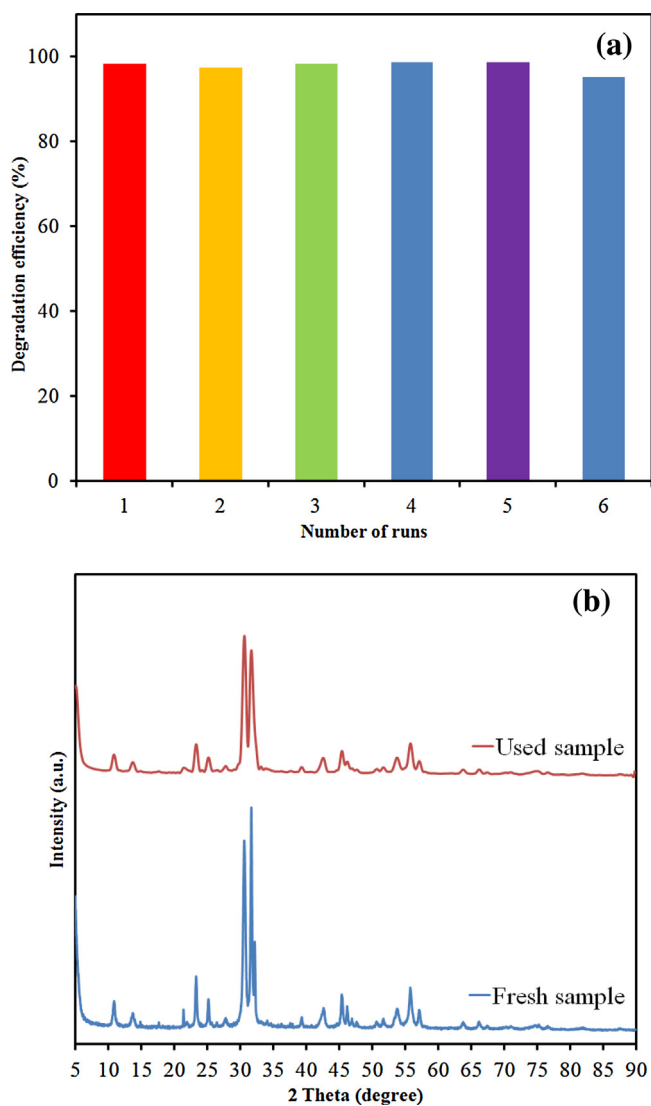 (a)
Degradation efficiency (%)
100
80
60
40
20
0
1 2 3 4 5 6
Number of runs
(b)
Intensity (a.u.)
Used sample
Fresh sample
5 10 15 20 25 30 35 40 45 50 55 60 65 70 75 80 85 90
2 Theta (degree)